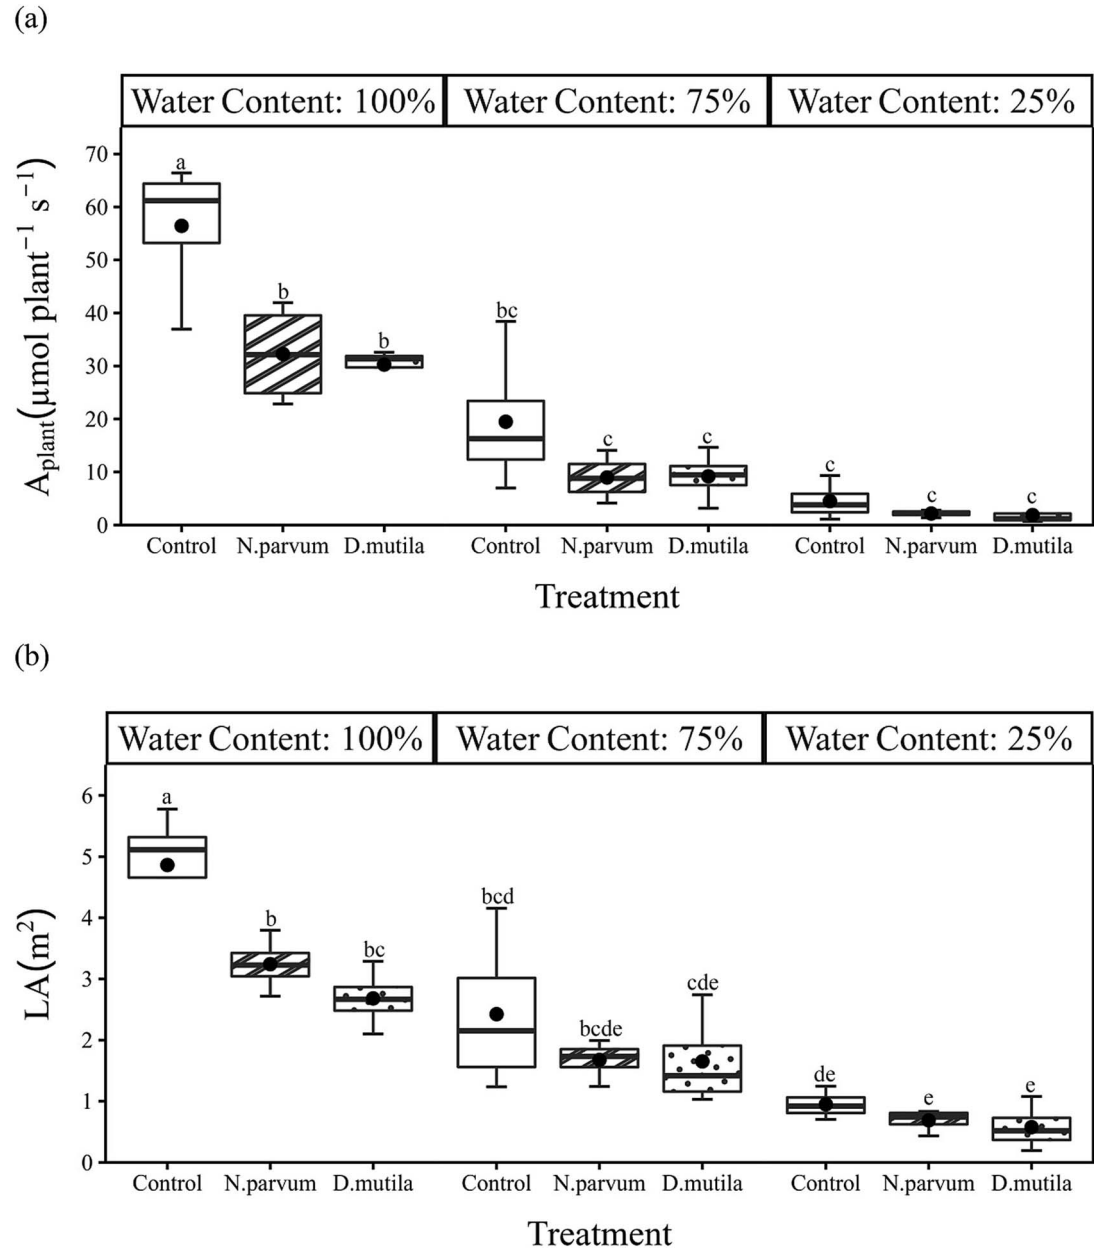 (a)
Water Content: 100% Water Content: 75% Water Content: 25%
70
60
50
40
30
20
10
0
A_plant(µmol plant⁻¹ s⁻¹)
a
b
b
bc
c
c
c
c
c
Control N.parvum D.mutila Control N.parvum D.mutila Control N.parvum D.mutila
Treatment
(b)
Water Content: 100% Water Content: 75% Water Content: 25%
6
5
4
3
2
1
0
LA(m²)
a
b
bc
bcd
bcde
cde
de
e
e
Control N.parvum D.mutila Control N.parvum D.mutila Control N.parvum D.mutila
Treatment